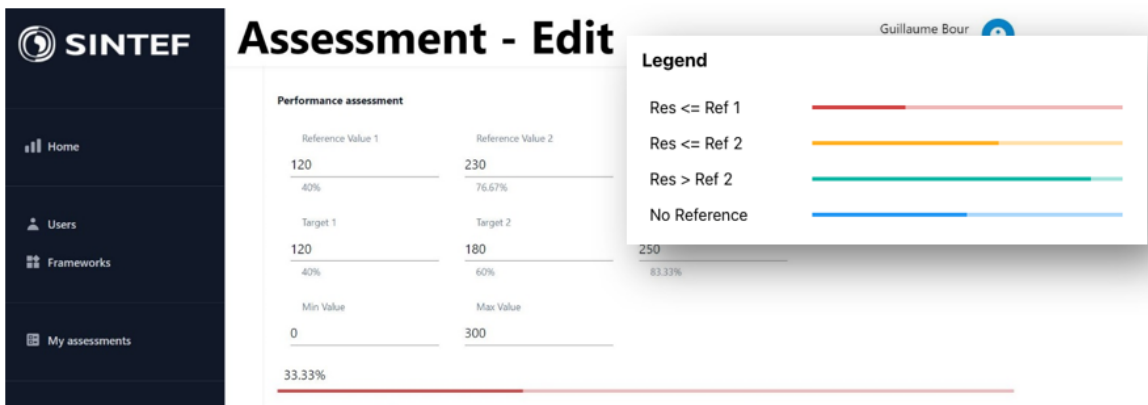 SINTEF
Assessment - Edit
Guillaume Bour
Home
Users
Frameworks
My assessments
Performance assessment
Reference Value 1
Reference Value 2
120
230
40%
76.67%
Target 1
Target 2
120
180
250
40%
60%
83.33%
Min Value
Max Value
0
300
33.33%
Legend
Res <= Ref 1
Res <= Ref 2
Res > Ref 2
No Reference